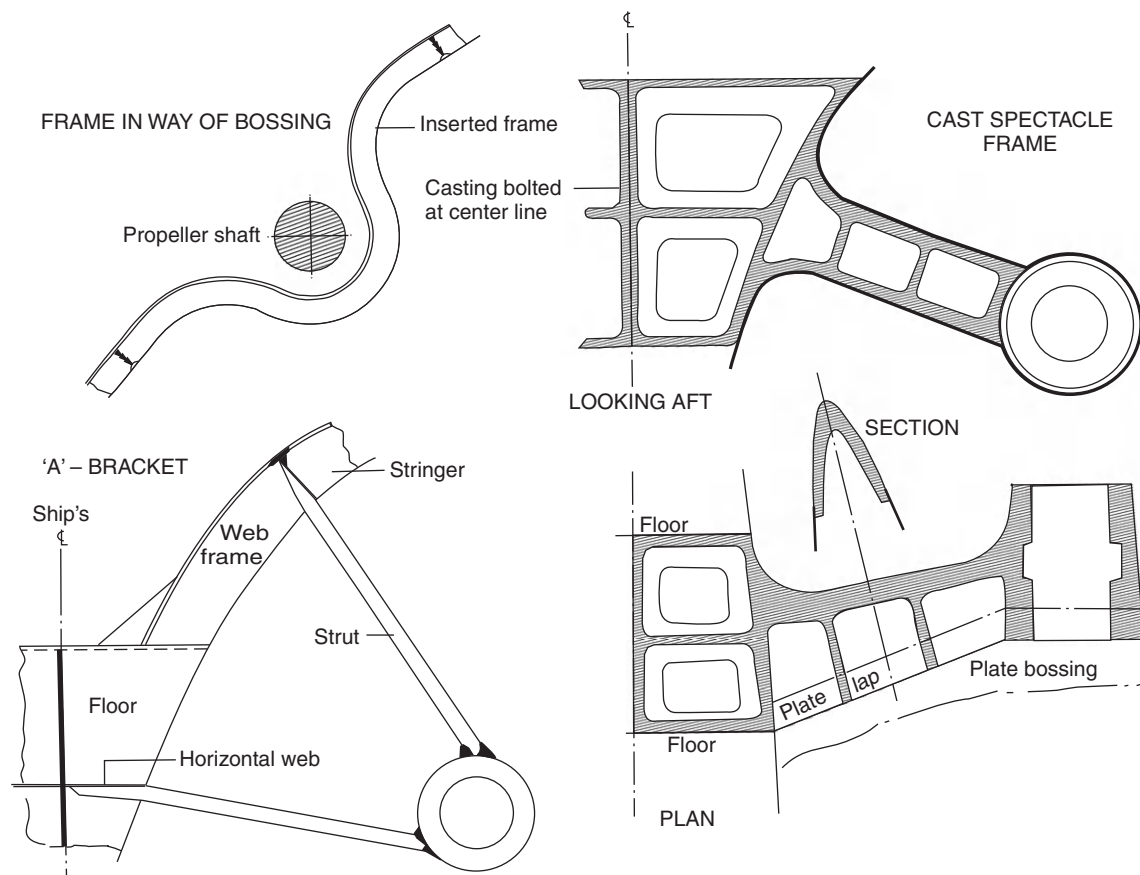 FRAME IN WAY OF BOSSING
Inserted frame
Propeller shaft
℄
CAST SPECTACLE
FRAME
Casting bolted
at center line
LOOKING AFT
'A' – BRACKET
Ship's
℄
Web
frame
Stringer
Strut
Floor
Horizontal web
SECTION
Floor
Plate lap
Plate bossing
Floor
PLAN